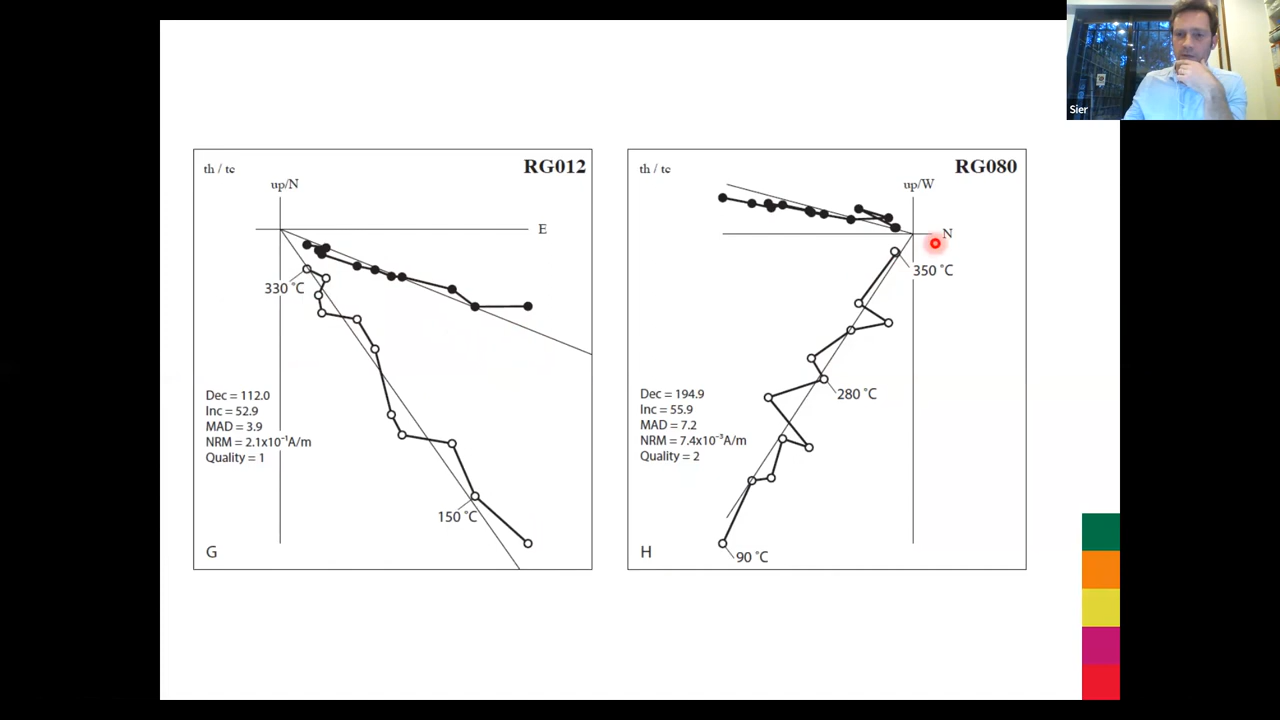 Sier
th / tc
RG012
up/N
E
330 °C
Dec = 112.0
Inc = 52.9
MAD = 3.9
NRM = 2.1x10⁻¹A/m
Quality = 1
150 °C
G
th / tc
RG080
up/W
N
350 °C
280 °C
Dec = 194.9
Inc = 55.9
MAD = 7.2
NRM = 7.4x10⁻³A/m
Quality = 2
90 °C
H